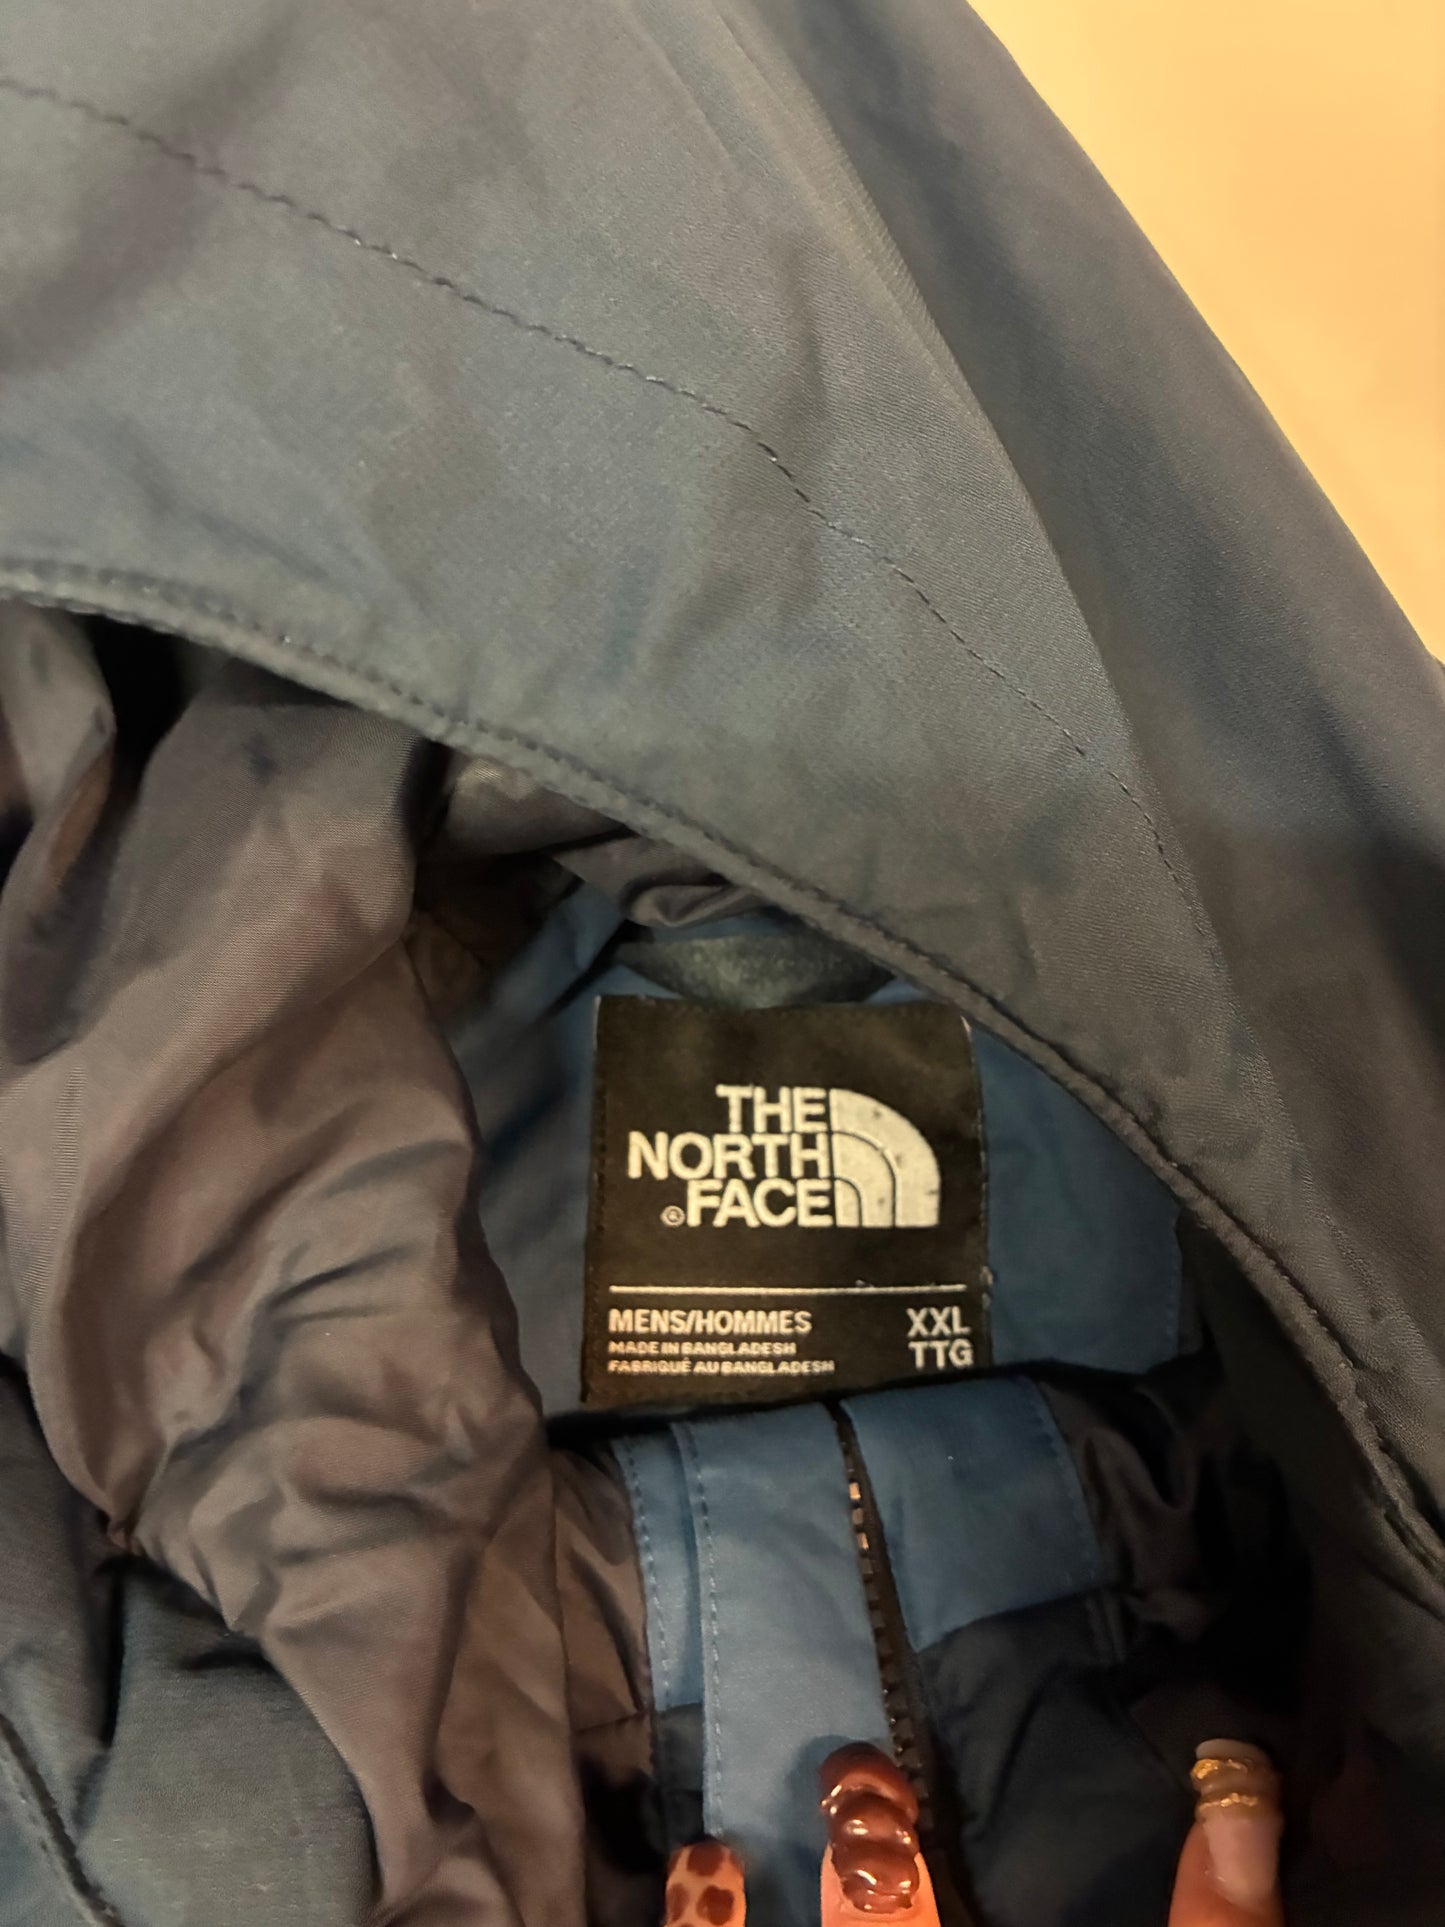 THE
NORTH
® FACE
MENS/HOMMES XXL
MADE IN BANGLADESH TTG
FABRIQUÉ AU BANGLADESH